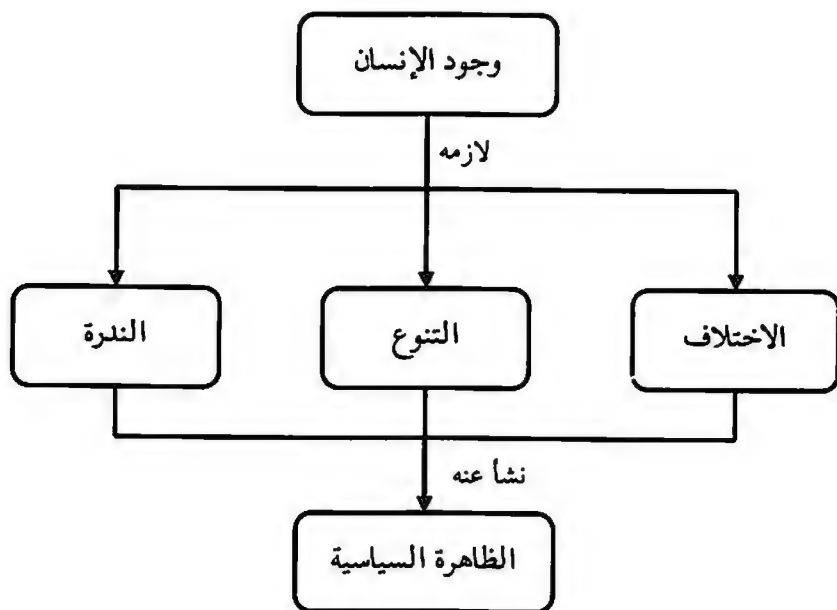 وجود الإنسان
لازمه
الاختلاف
التنوع
الندرة
نشأ عنه
الظاهرة السياسية